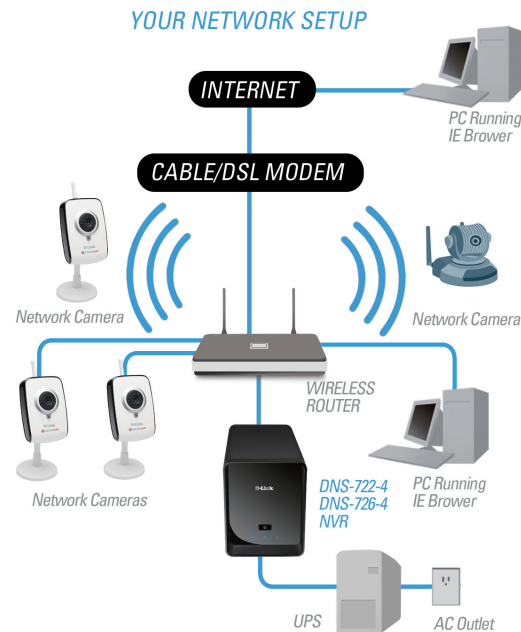 YOUR NETWORK SETUP
INTERNET
PC Running
IE Brower
CABLE/DSL MODEM
Network Camera
Network Camera
WIRELESS
ROUTER
Network Cameras
D-Link
DNS-722-4
DNS-726-4
NVR
PC Running
IE Brower
UPS
AC Outlet